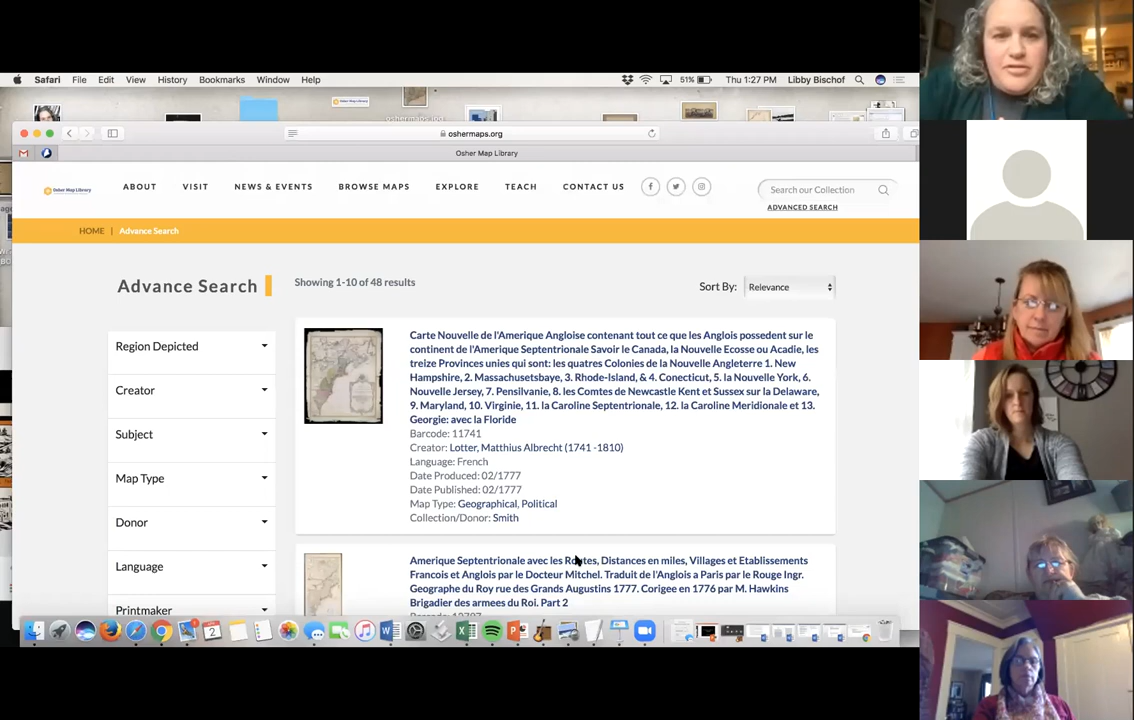 Safari File Edit View History Bookmarks Window Help 51% Thu 1:27 PM Libby Bischof
oshermaps.org
Osher Map Library
Osher Map Library ABOUT VISIT NEWS & EVENTS BROWSE MAPS EXPLORE TEACH CONTACT US Search our Collection
ADVANCED SEARCH
HOME | Advance Search
Advance Search
Showing 1-10 of 48 results
Sort By: Relevance
Region Depicted
Creator
Subject
Map Type
Donor
Language
Printmaker
Carte Nouvelle de l'Amerique Angloise contenant tout ce que les Anglois possedent sur le
continent de l'Amerique Septentrionale Savoir le Canada, la Nouvelle Ecosse ou Acadie, les
treize Provinces unies qui sont: les quatres Colonies de la Nouvelle Angleterre 1. New
Hampshire, 2. Massachusetsbaye, 3. Rhode-Island, & 4. Conecticut, 5. la Nouvelle York, 6.
Nouvelle Jersey, 7. Pensilvanie, 8. les Comtes de Newcastle Kent et Sussex sur la Delaware,
9. Maryland, 10. Virginie, 11. la Caroline Septentrionale, 12. la Caroline Meridionale et 13.
Georgie: avec la Floride
Barcode: 11741
Creator: Lotter, Matthius Albrecht (1741 -1810)
Language: French
Date Produced: 02/1777
Date Published: 02/1777
Map Type: Geographical, Political
Collection/Donor: Smith
Amerique Septentrionale avec les Routes, Distances en miles, Villages et Etablissements
Francois et Anglois par le Docteur Mitchel. Traduit de l'Anglois a Paris par le Rouge Ingr.
Geographe du Roy rue des Grands Augustins 1777. Corigee en 1776 par M. Hawkins
Brigadier des armees du Roi. Part 2